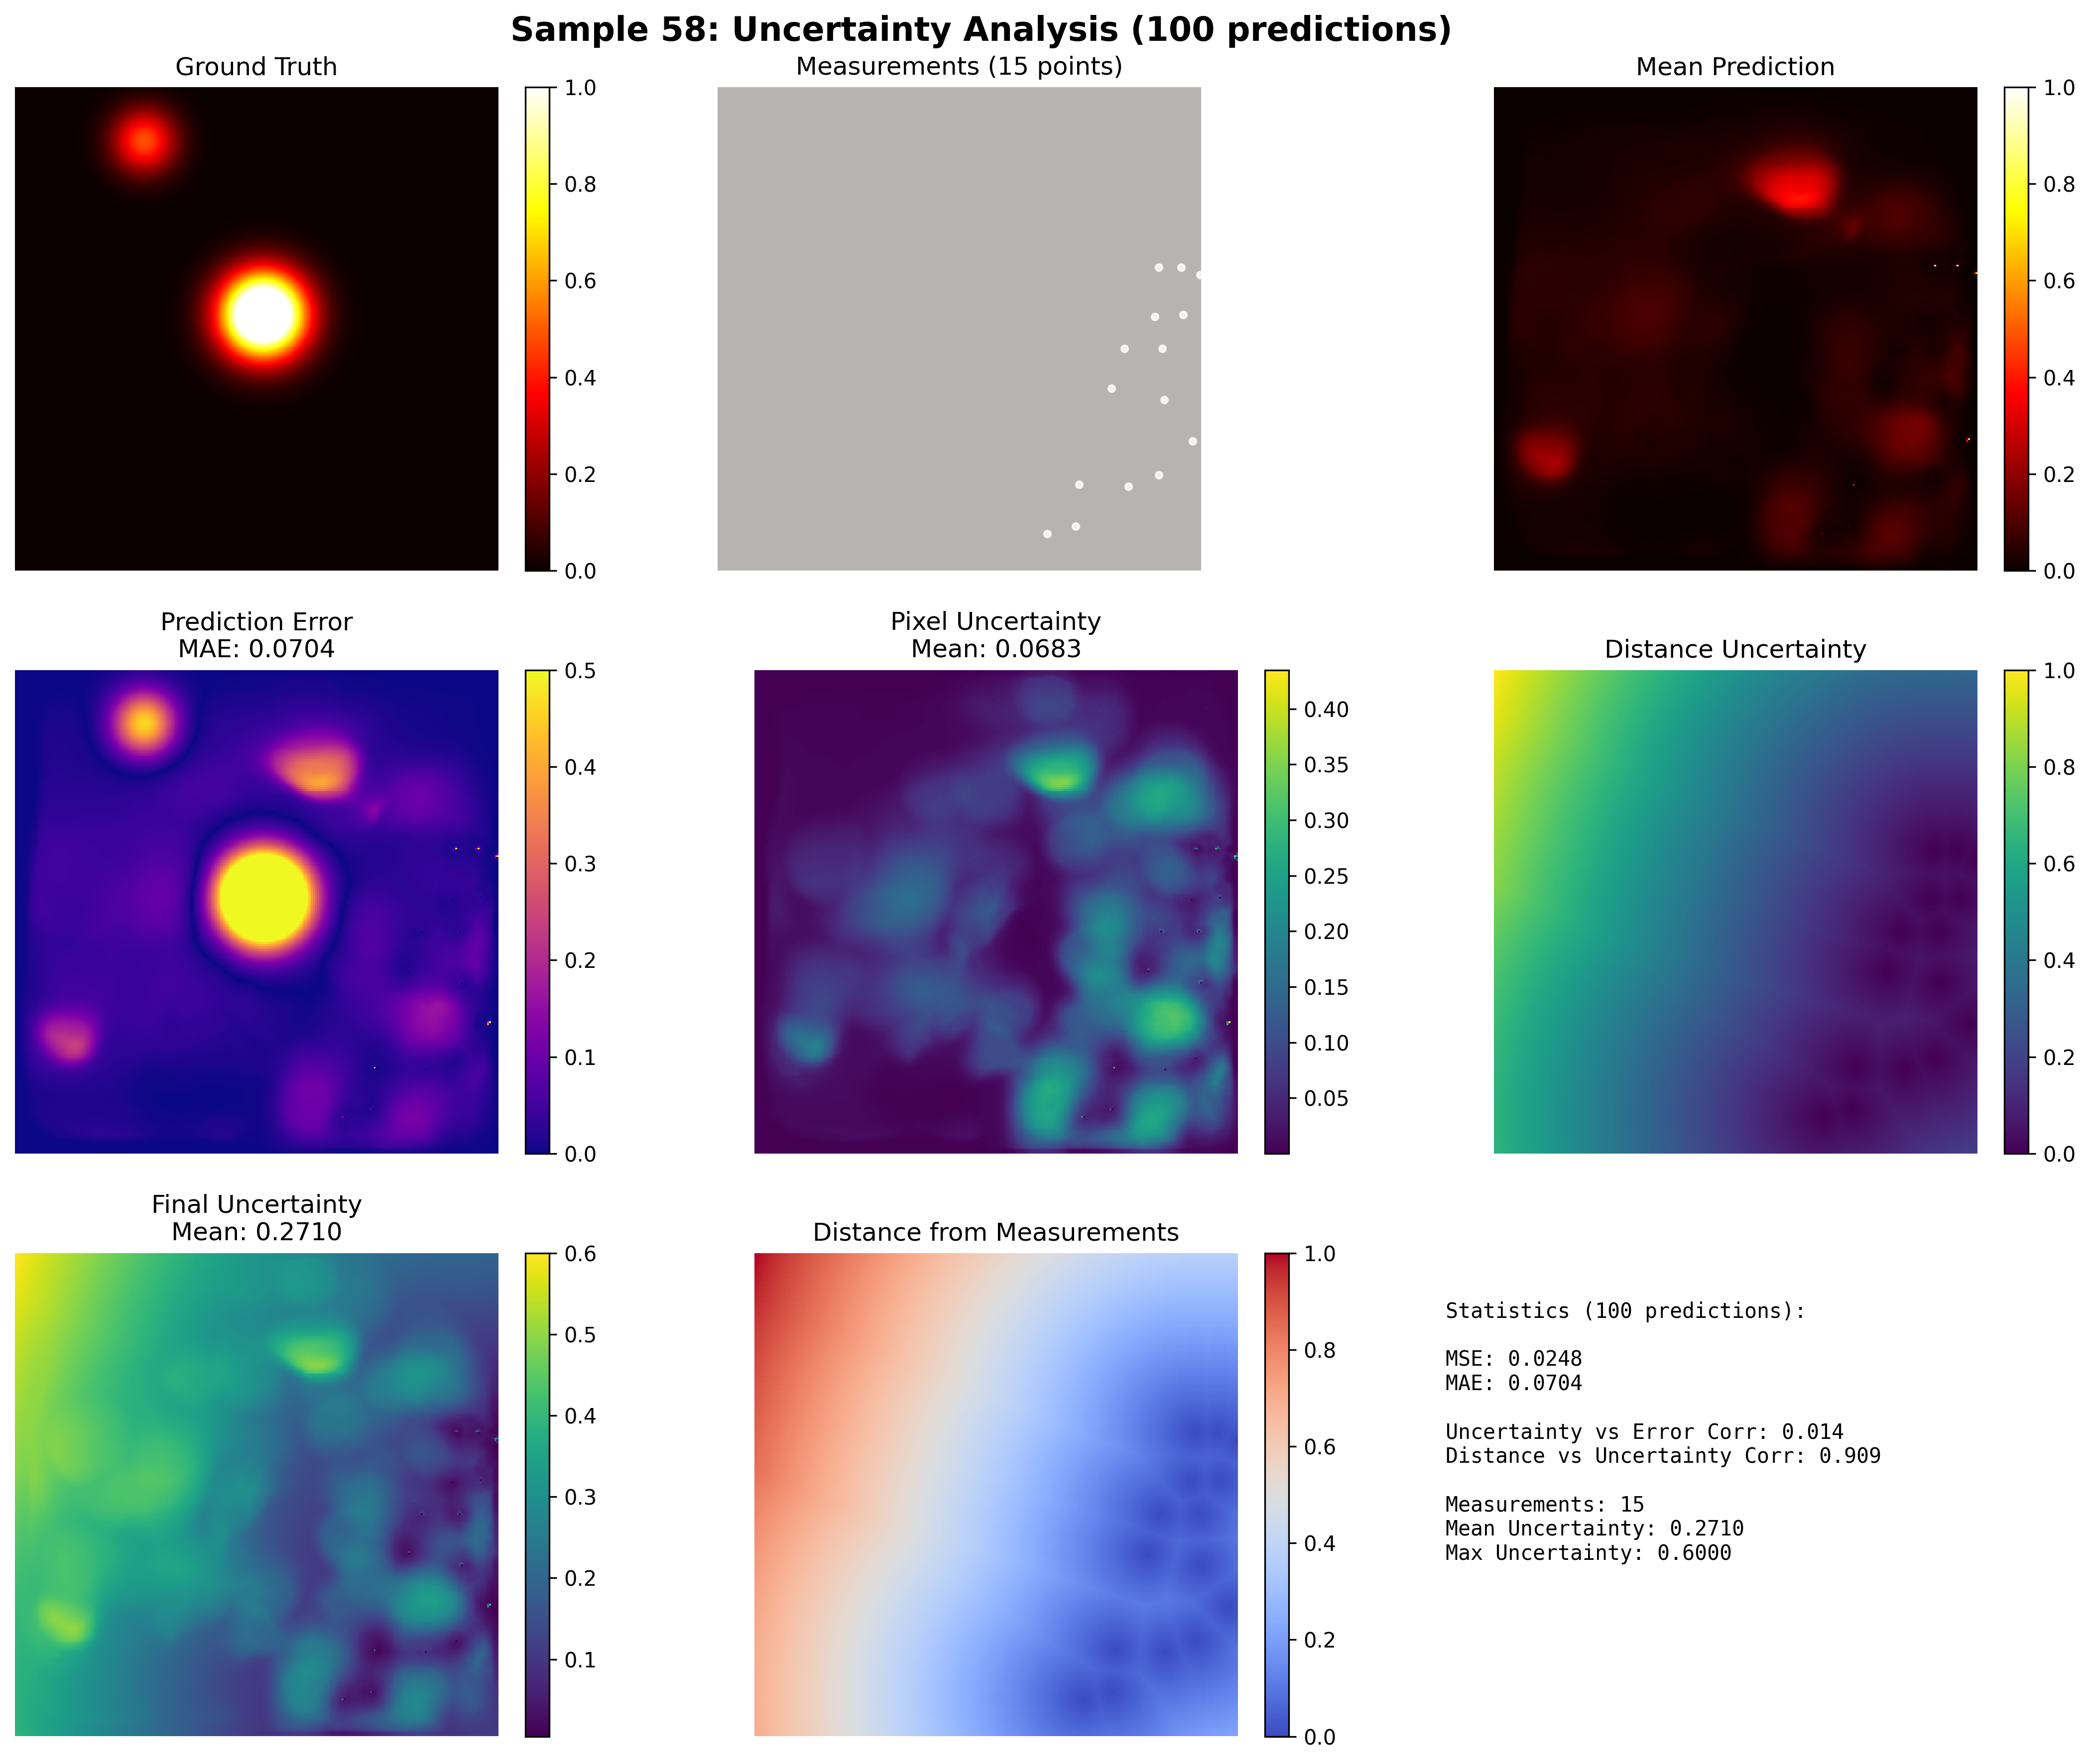 Sample 58: Uncertainty Analysis (100 predictions)
Ground Truth
1.0
0.8
0.6
0.4
0.2
0.0
Measurements (15 points)
Mean Prediction
1.0
0.8
0.6
0.4
0.2
0.0
Prediction Error
MAE: 0.0704
0.5
0.4
0.3
0.2
0.1
0.0
Pixel Uncertainty
Mean: 0.0683
0.40
0.35
0.30
0.25
0.20
0.15
0.10
0.05
Distance Uncertainty
1.0
0.8
0.6
0.4
0.2
0.0
Final Uncertainty
Mean: 0.2710
0.6
0.5
0.4
0.3
0.2
0.1
Distance from Measurements
1.0
0.8
0.6
0.4
0.2
0.0
Statistics (100 predictions):
MSE: 0.0248
MAE: 0.0704
Uncertainty vs Error Corr: 0.014
Distance vs Uncertainty Corr: 0.909
Measurements: 15
Mean Uncertainty: 0.2710
Max Uncertainty: 0.6000